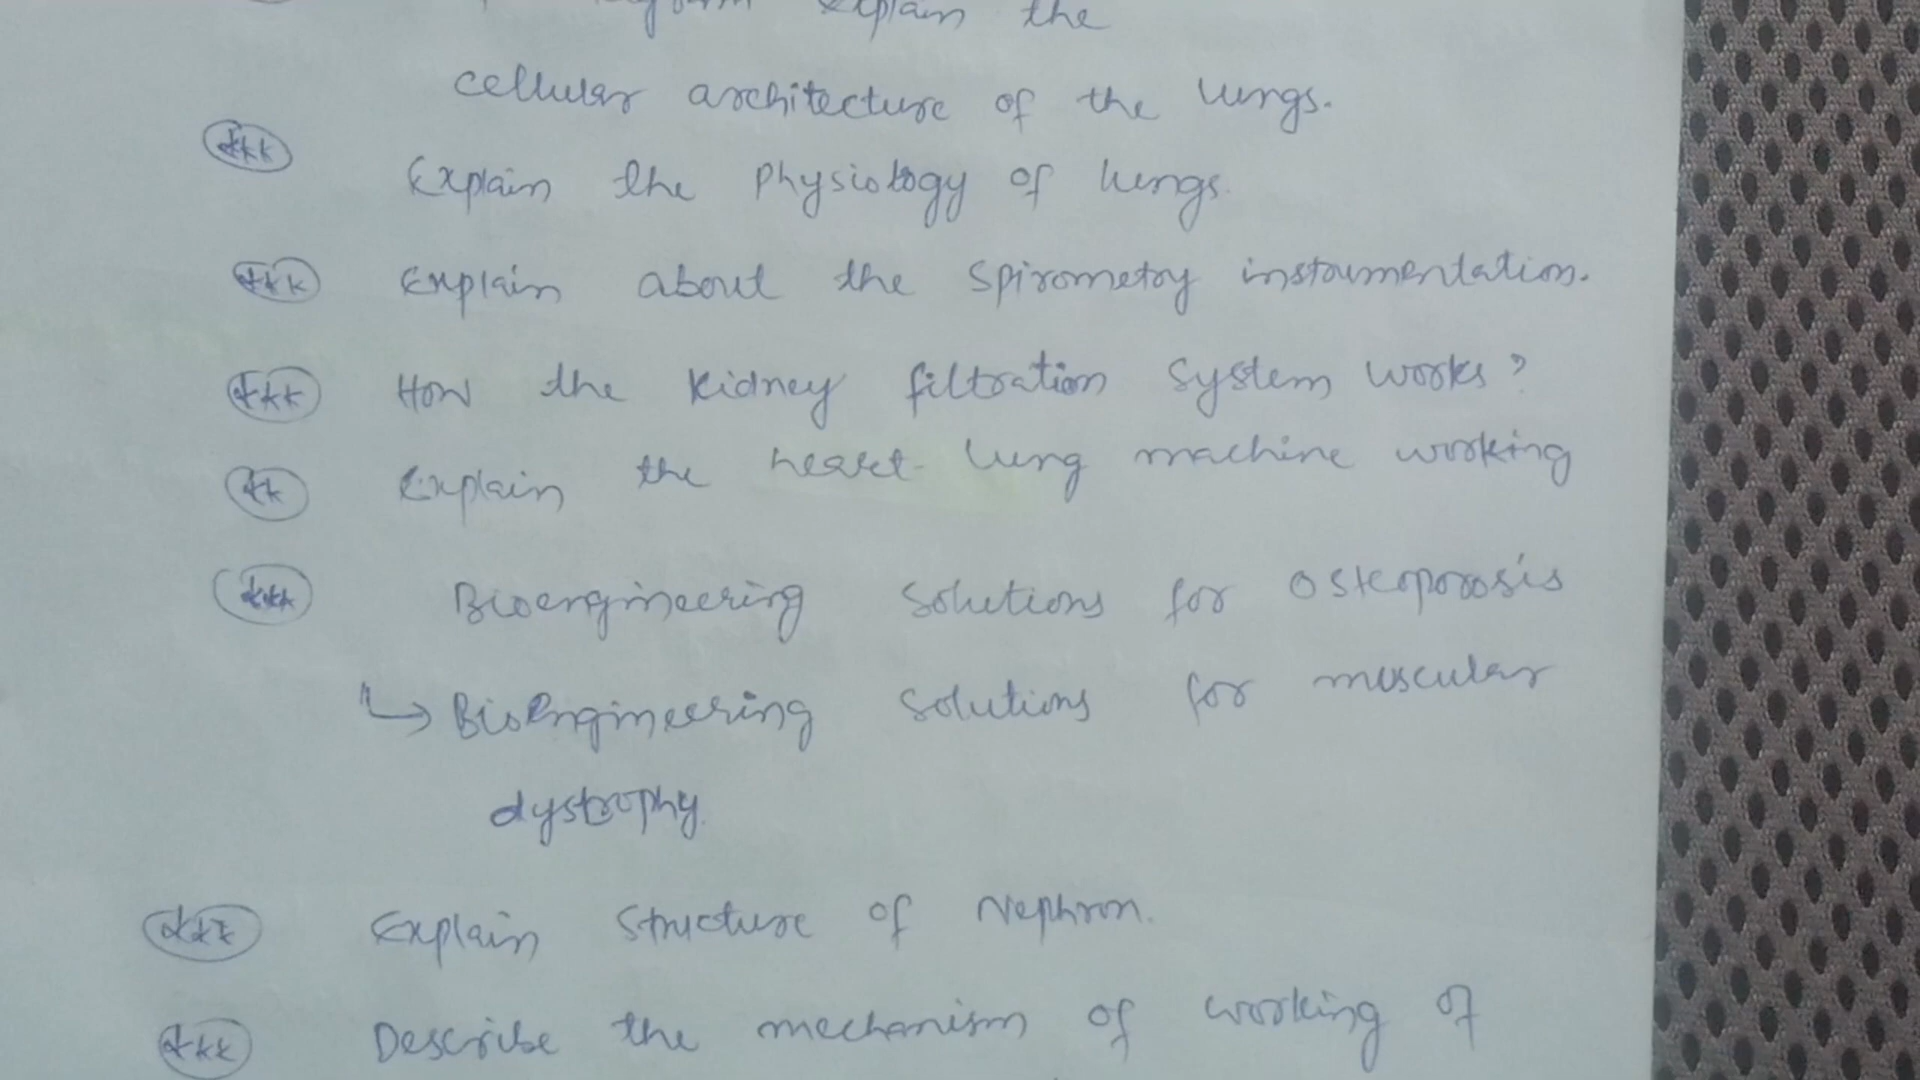 explain the
cellular architecture of the lungs.
*** Explain the Physiology of lungs.
*** Explain about the spirometry instrumentation.
*** How the kidney filtration system works?
** Explain the heart-lung machine working
*** Bioengineering solutions for osteoporosis
↳ BioEngineering solutions for muscular
dystrophy.
*** Explain structure of Nephron.
*** Describe the mechanism of working of